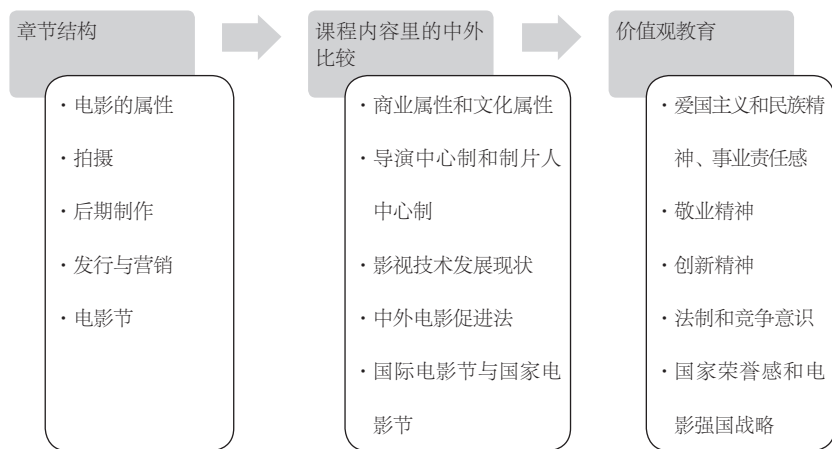 章节结构
・电影的属性
・拍摄
・后期制作
・发行与营销
・电影节
课程内容里的中外
比较
・商业属性和文化属性
・导演中心制和制片人
中心制
・影视技术发展现状
・中外电影促进法
・国际电影节与国家电
影节
价值观教育
・爱国主义和民族精
神、事业责任感
・敬业精神
・创新精神
・法制和竞争意识
・国家荣誉感和电
影强国战略